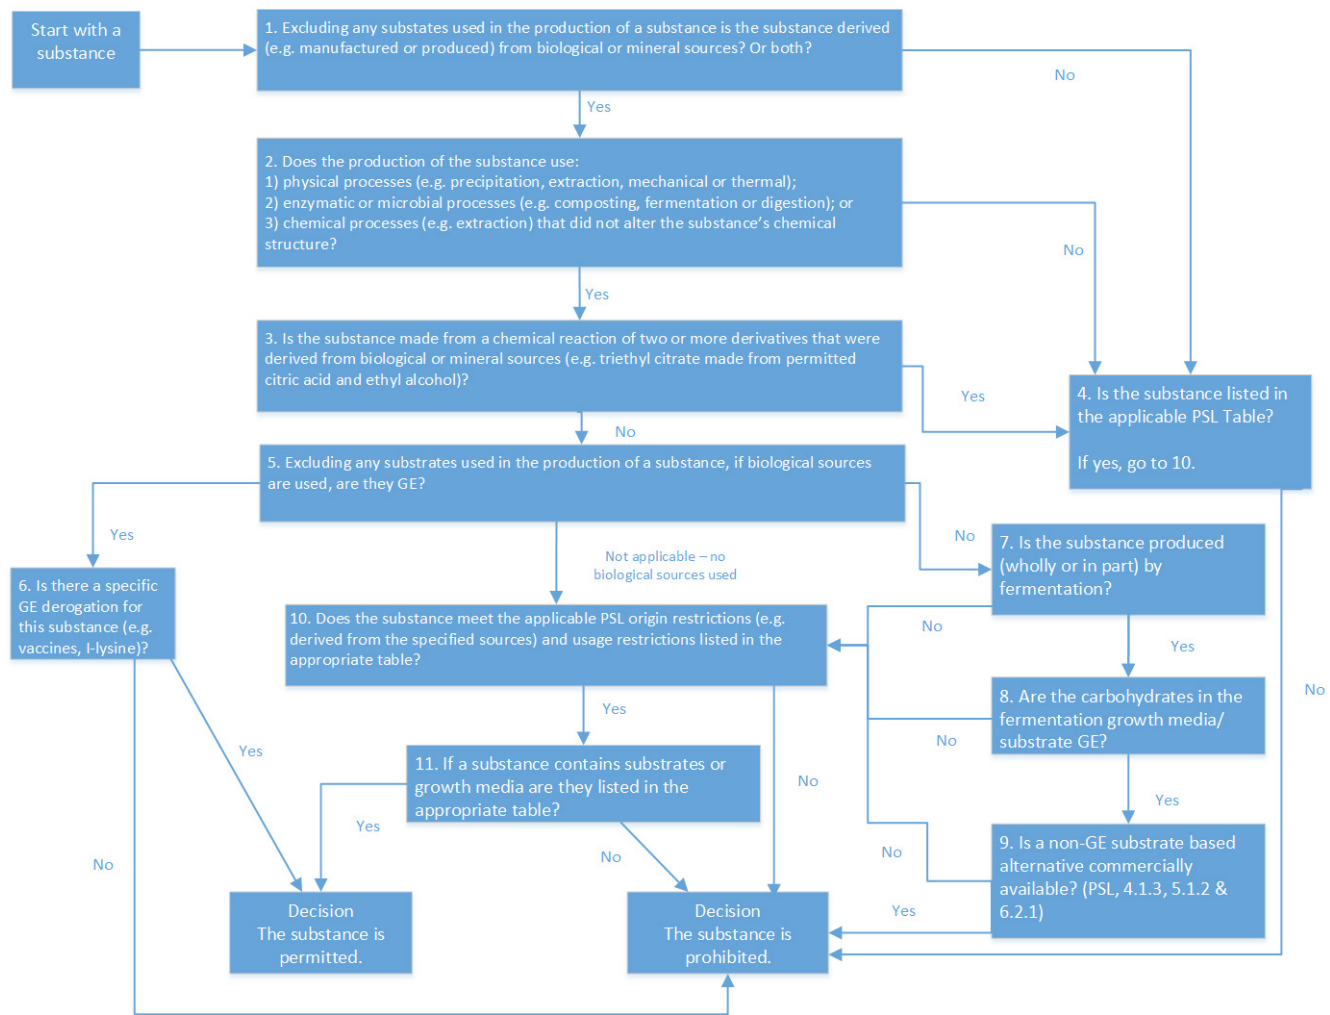 Start with a
substance
1. Excluding any substates used in the production of a substance is the substance derived
(e.g. manufactured or produced) from biological or mineral sources? Or both?
No
Yes
2. Does the production of the substance use:
1) physical processes (e.g. precipitation, extraction, mechanical or thermal);
2) enzymatic or microbial processes (e.g. composting, fermentation or digestion); or
3) chemical processes (e.g. extraction) that did not alter the substance’s chemical
structure?
No
Yes
3. Is the substance made from a chemical reaction of two or more derivatives that were
derived from biological or mineral sources (e.g. triethyl citrate made from permitted
citric acid and ethyl alcohol)?
Yes
4. Is the substance listed in
the applicable PSL Table?
If yes, go to 10.
No
5. Excluding any substrates used in the production of a substance, if biological sources
are used, are they GE?
Yes
Not applicable – no
biological sources used
No
7. Is the substance produced
(wholly or in part) by
fermentation?
6. Is there a specific
GE derogation for
this substance (e.g.
vaccines, l-lysine)?
10. Does the substance meet the applicable PSL origin restrictions (e.g.
derived from the specified sources) and usage restrictions listed in the
appropriate table?
No
Yes
No
8. Are the carbohydrates in the
fermentation growth media/
substrate GE?
Yes
Yes
No
No
11. If a substance contains substrates or
growth media are they listed in the
appropriate table?
Yes
Yes
No
No
No
9. Is a non-GE substrate based
alternative commercially
available? (PSL, 4.1.3, 5.1.2 &
6.2.1)
Yes
Decision
The substance is
permitted.
Decision
The substance is
prohibited.